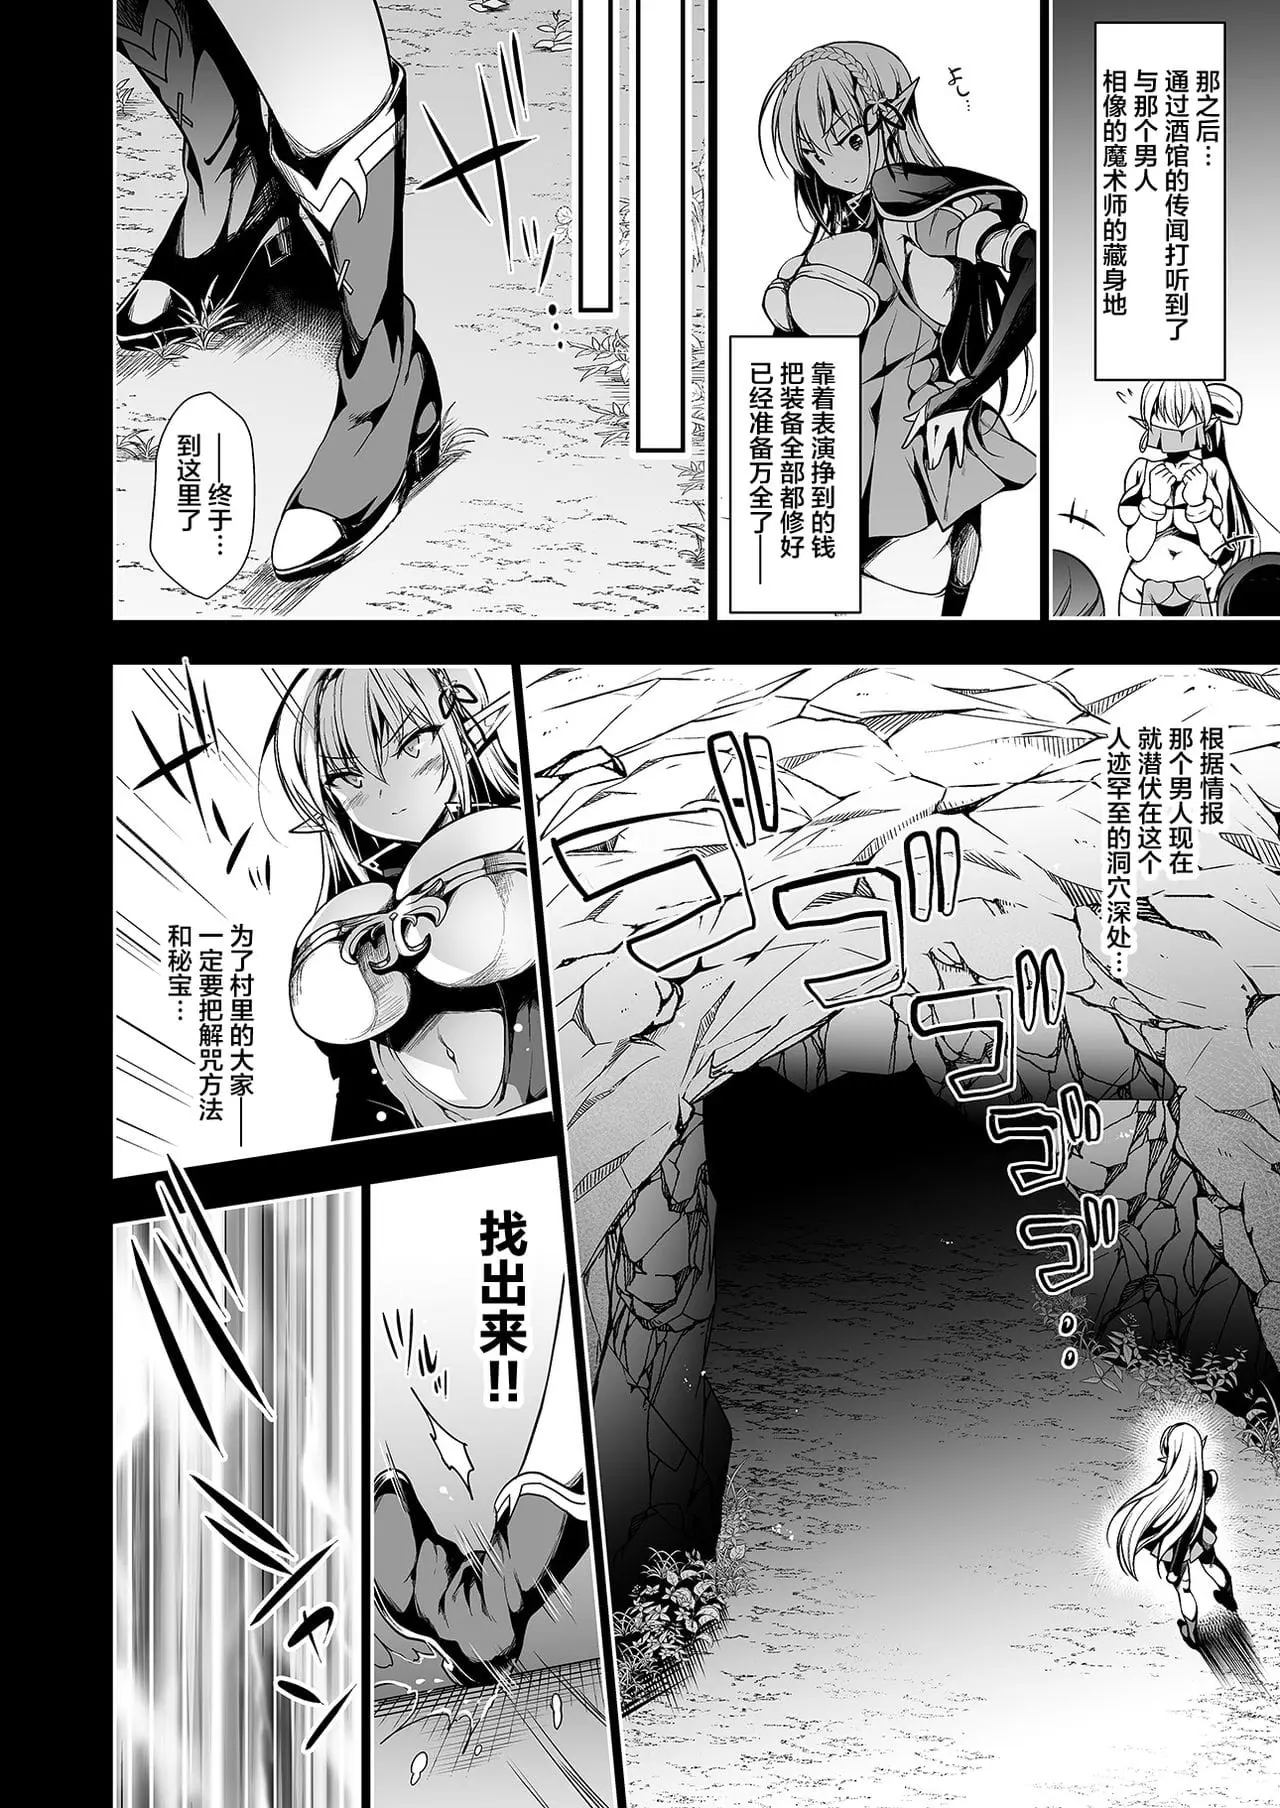 那之后…
通过酒馆的传闻打听到了
与那个男人
相像的魔术师的藏身地
よしっ
靠着表演挣到的钱
把装备全部都修好
已经准备万全了——
——终于…
到这里了
根据情报
那个男人现在——
就潜伏在这个
人迹罕至的洞穴深处…
ゴゴゴゴゴ…
为了村里的大家——
一定要把解咒方法
和秘宝…
找出来!!